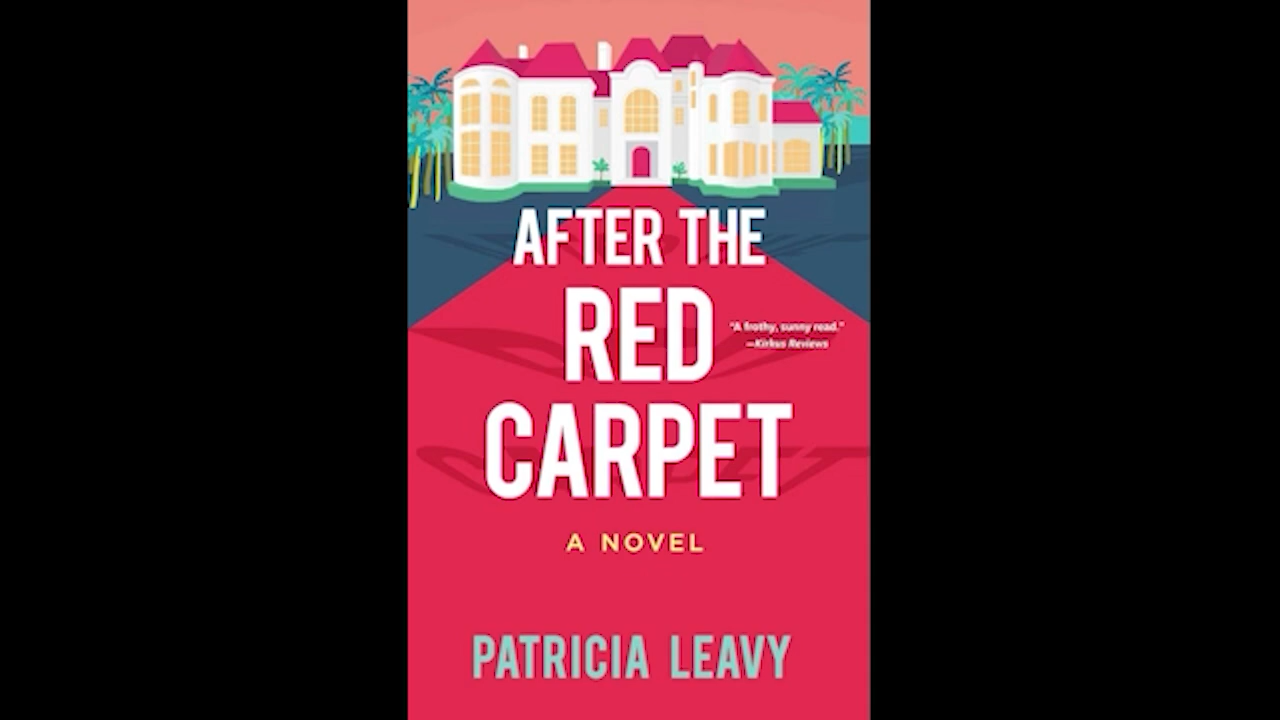 AFTER THE
RED
"A frothy, sunny read."
—Kirkus Reviews
CARPET
A NOVEL
PATRICIA LEAVY